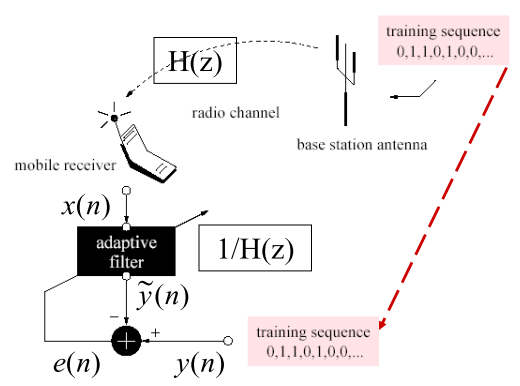 training sequence
0,1,1,0,1,0,0,...
H(z)
radio channel
base station antenna
mobile receiver
x(n)
adaptive
filter
1/H(z)
ỹ(n)
−
+
+
training sequence
0,1,1,0,1,0,0,...
e(n)
y(n)